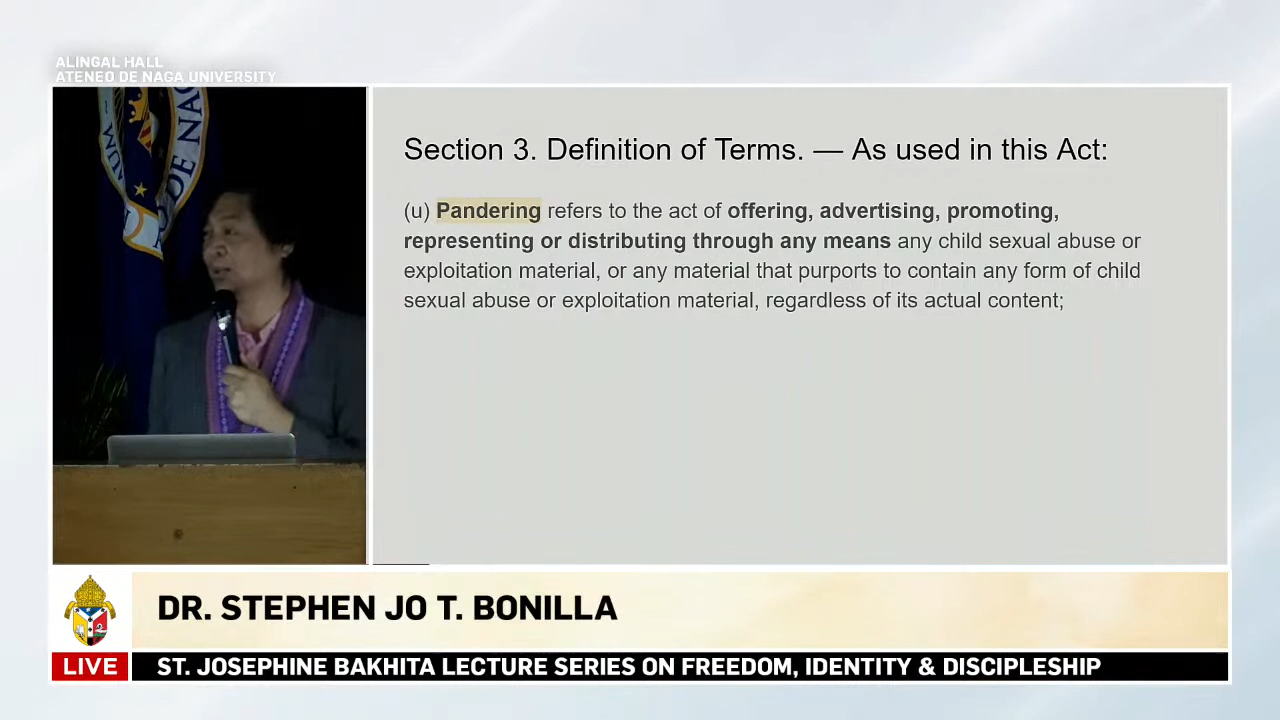 ALINGAL HALL
ATENEO DE NAGA UNIVERSITY
DE NAG
Section 3. Definition of Terms. — As used in this Act:
(u) Pandering refers to the act of offering, advertising, promoting,
representing or distributing through any means any child sexual abuse or
exploitation material, or any material that purports to contain any form of child
sexual abuse or exploitation material, regardless of its actual content;
DR. STEPHEN JO T. BONILLA
LIVE
ST. JOSEPHINE BAKHITA LECTURE SERIES ON FREEDOM, IDENTITY & DISCIPLESHIP